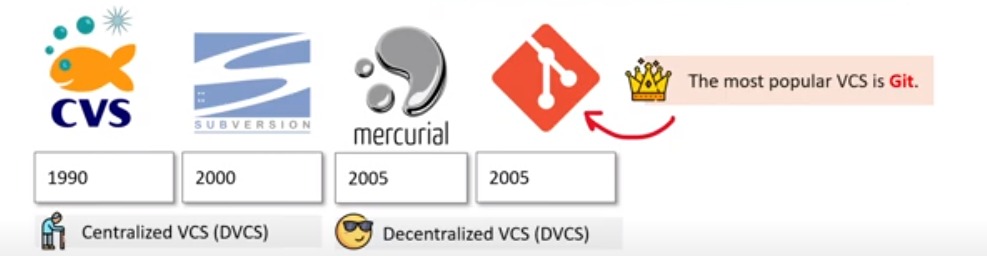 CVS
SUBVERSION
mercurial
The most popular VCS is Git.
1990
2000
2005
2005
Centralized VCS (DVCS)
Decentralized VCS (DVCS)